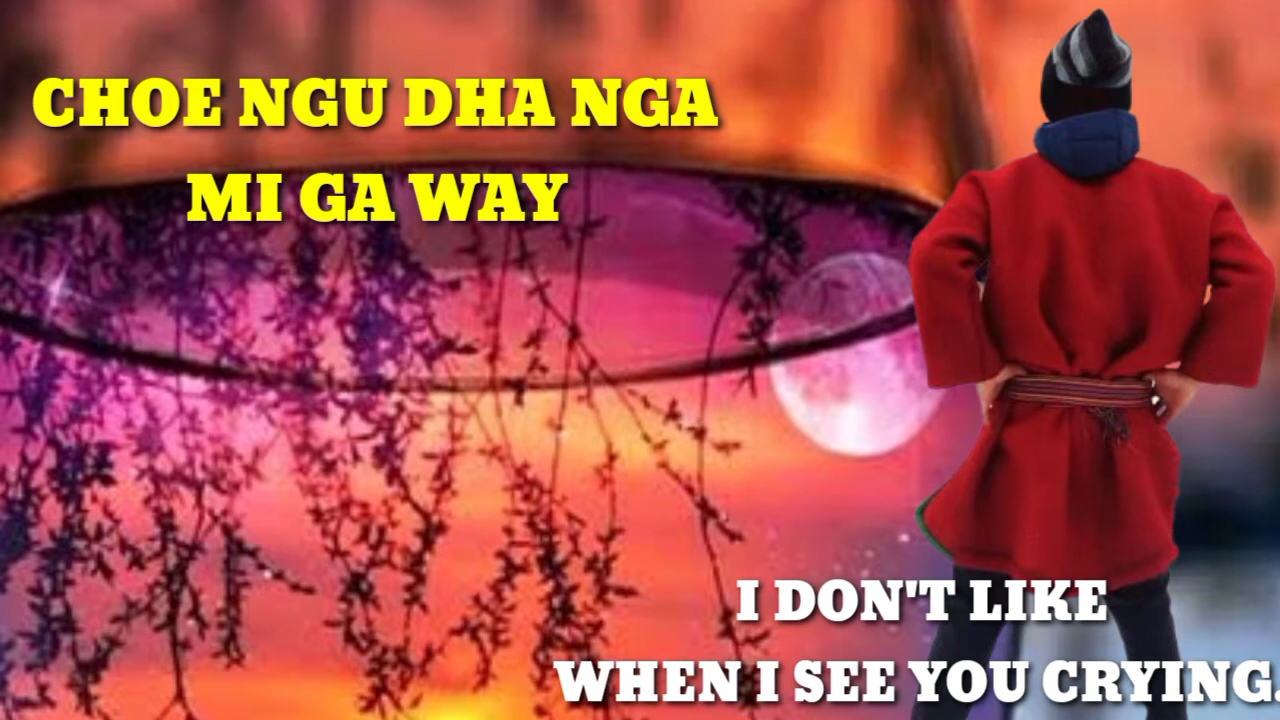 CHOE NGU DHA NGA
MI GA WAY
I DON'T LIKE
WHEN I SEE YOU CRYING.